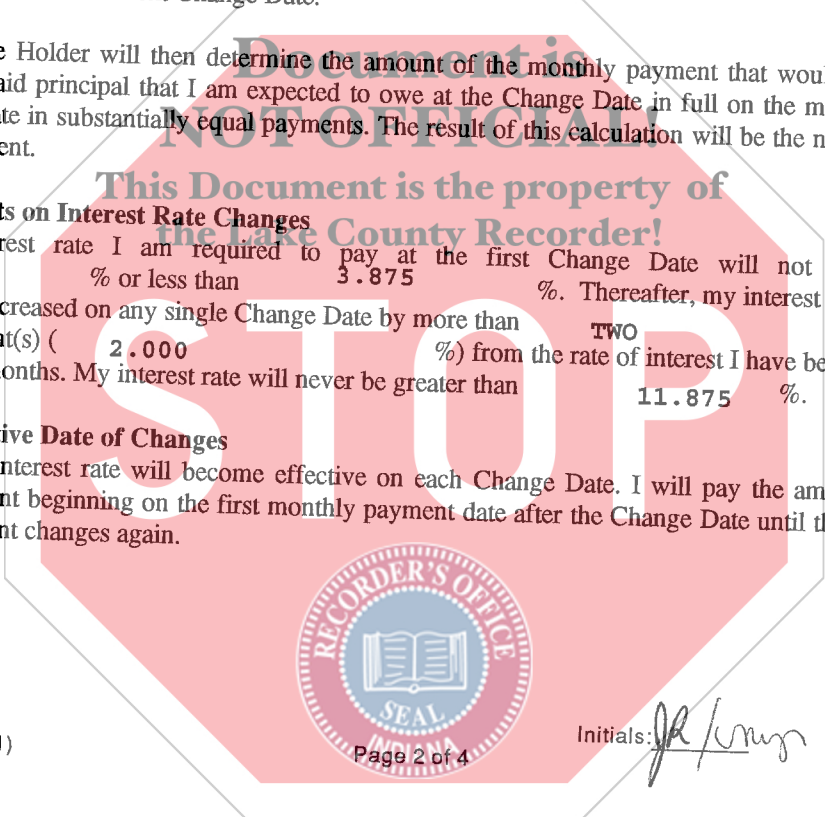 Change Date.
Document is
e Holder will then determine the amount of the monthly payment that woul
aid principal that I am expected to owe at the Change Date in full on the m
NOT OFFICIAL!
te in substantially equal payments. The result of this calculation will be the n
ent.
This Document is the property of
ts on Interest Rate Changes
the Lake County Recorder!
rest rate I am required to pay at the first Change Date will not
% or less than 3.875 %. Thereafter, my interest
creased on any single Change Date by more than TWO
nt(s) ( 2.000 %) from the rate of interest I have be
onths. My interest rate will never be greater than 11.875 %.
STOP
ive Date of Changes
nterest rate will become effective on each Change Date. I will pay the am
nt beginning on the first monthly payment date after the Change Date until th
nt changes again.
RECORDER'S OFFICE
SEAL
INDIANA
Initials: JR
)
Page 2 of 4